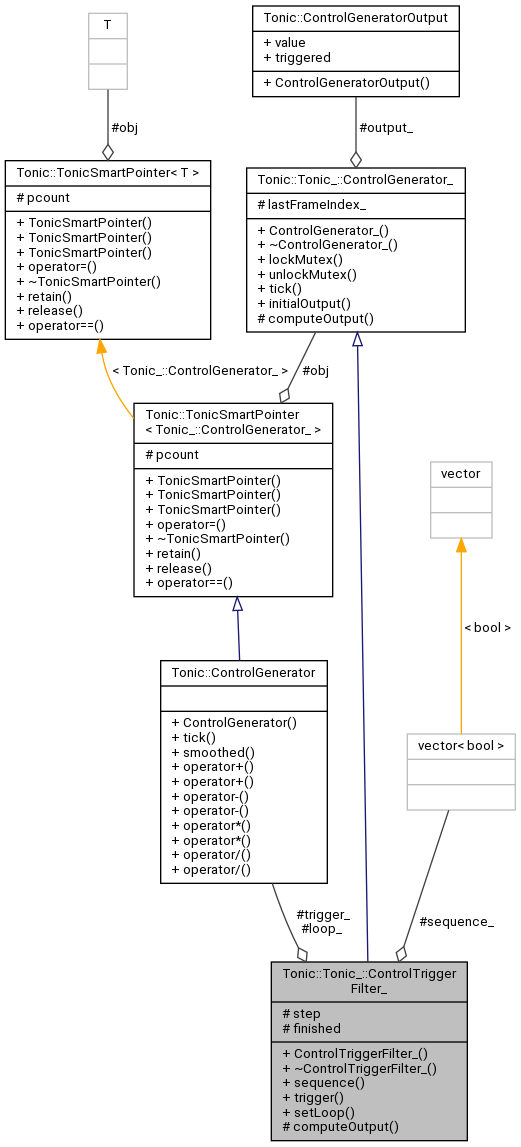 T
#obj
Tonic::ControlGeneratorOutput
+ value
+ triggered
+ ControlGeneratorOutput()
#output_
Tonic::TonicSmartPointer< T >
# pcount
+ TonicSmartPointer()
+ TonicSmartPointer()
+ TonicSmartPointer()
+ operator=()
+ ~TonicSmartPointer()
+ retain()
+ release()
+ operator==()
Tonic::Tonic_::ControlGenerator_
# lastFrameIndex_
+ ControlGenerator_()
+ ~ControlGenerator_()
+ lockMutex()
+ unlockMutex()
+ tick()
+ initialOutput()
# computeOutput()
< Tonic_::ControlGenerator_ >
#obj
Tonic::TonicSmartPointer
< Tonic_::ControlGenerator_ >
# pcount
+ TonicSmartPointer()
+ TonicSmartPointer()
+ TonicSmartPointer()
+ operator=()
+ ~TonicSmartPointer()
+ retain()
+ release()
+ operator==()
vector
< bool >
Tonic::ControlGenerator
+ ControlGenerator()
+ tick()
+ smoothed()
+ operator+()
+ operator+()
+ operator-()
+ operator-()
+ operator*()
+ operator*()
+ operator/()
+ operator/()
vector< bool >
#trigger_
#loop_
#sequence_
Tonic::Tonic_::ControlTrigger
Filter_
# step
# finished
+ ControlTriggerFilter_()
+ ~ControlTriggerFilter_()
+ sequence()
+ trigger()
+ setLoop()
# computeOutput()